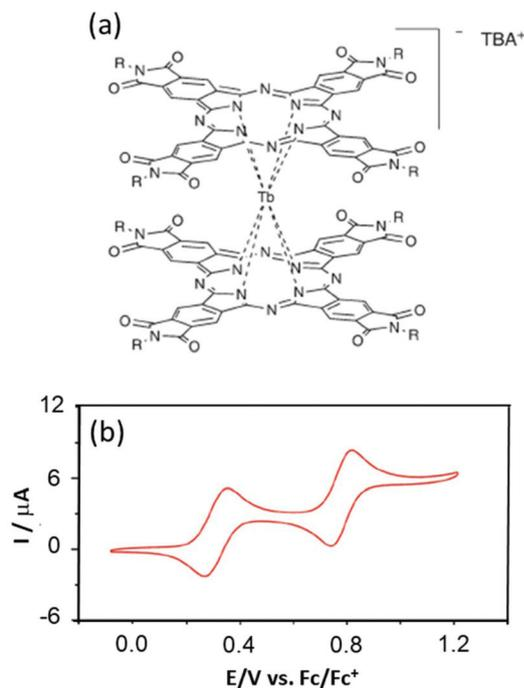 (a)
− TBA⁺
R N O O N N N O O N R
N N N N
O O N R N N O N R O
Tb
R N O O N N N O O N R
N N N N
O N R O N N N O N R O
(b)
12
6
0
-6
I / µA
0.0 0.4 0.8 1.2
E/V vs. Fc/Fc⁺